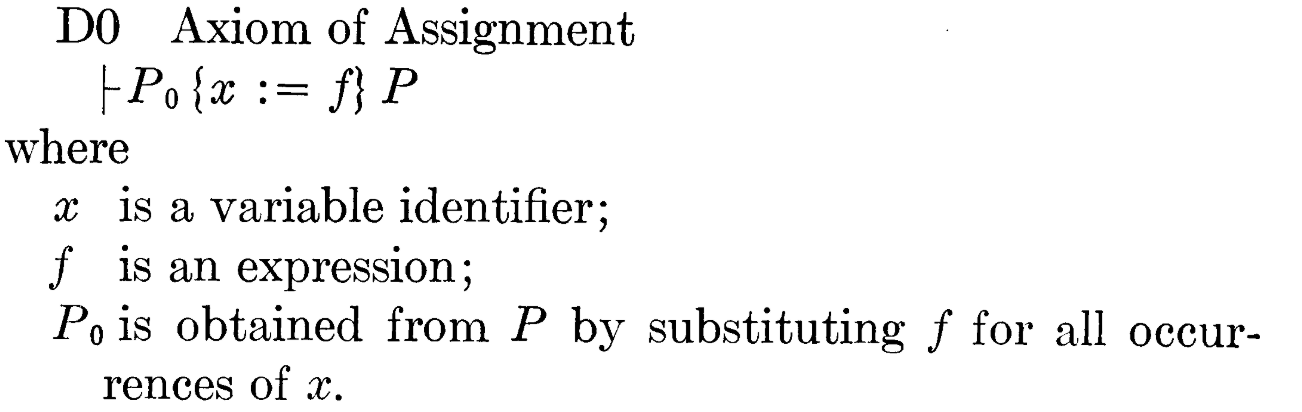 D0 Axiom of Assignment
⊢P₀ {x := f} P
where
x is a variable identifier;
f is an expression;
P₀ is obtained from P by substituting f for all occur-
rences of x.